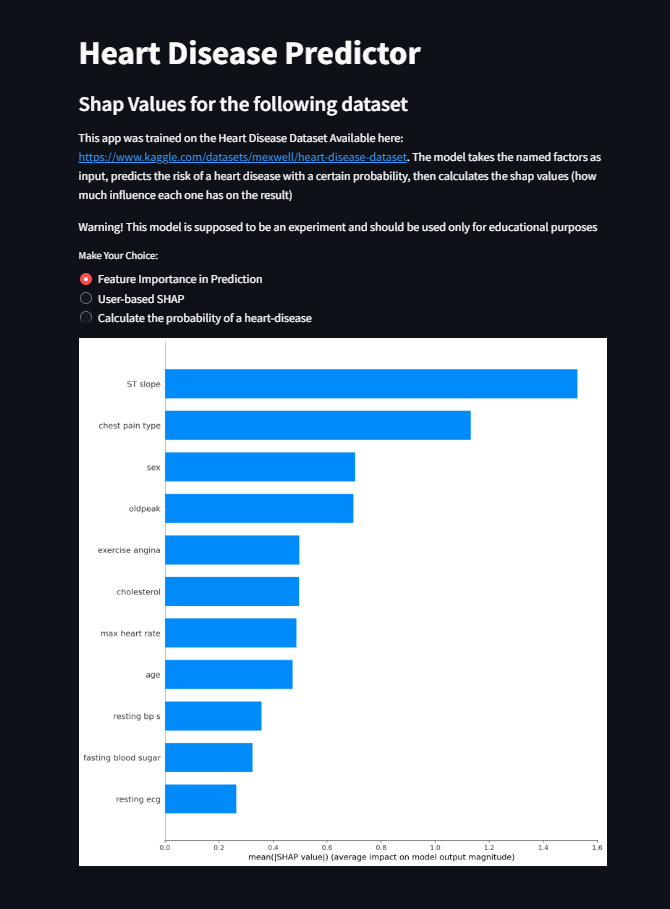 Heart Disease Predictor
Shap Values for the following dataset
This app was trained on the Heart Disease Dataset Available here:
https://www.kaggle.com/datasets/mexwell/heart-disease-dataset. The model takes the named factors as
input, predicts the risk of a heart disease with a certain probability, then calculates the shap values (how
much influence each one has on the result)
Warning! This model is supposed to be an experiment and should be used only for educational purposes
Make Your Choice:
Feature Importance in Prediction
User-based SHAP
Calculate the probability of a heart-disease
ST slope
chest pain type
sex
oldpeak
exercise angina
cholesterol
max heart rate
age
resting bp s
fasting blood sugar
resting ecg
0.0 0.2 0.4 0.6 0.8 1.0 1.2 1.4 1.6
mean(|SHAP value|) (average impact on model output magnitude)